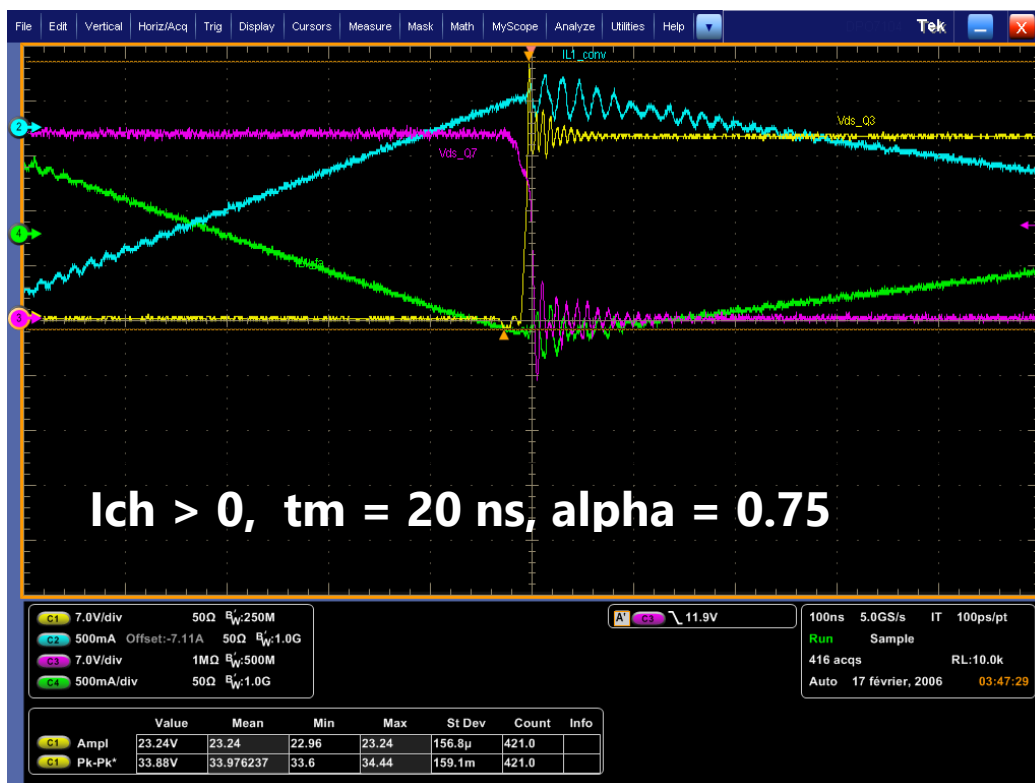 File Edit Vertical Horiz/Acq Trig Display Cursors Measure Mask Math MyScope Analyze Utilities Help Tek X
IL1_conv
2
Vds_Q3
Vds_Q7
4
3
Ich > 0, tm = 20 ns, alpha = 0.75
C1 7.0V/div 50Ω BW:250M
C2 500mA Offset:-7.11A 50Ω BW:1.0G
C3 7.0V/div 1MΩ BW:500M
C4 500mA/div 50Ω BW:1.0G
A' C3 11.9V
100ns 5.0GS/s IT 100ps/pt
Run Sample
416 acqs RL:10.0k
Auto 17 février, 2006 03:47:29
Value Mean Min Max St Dev Count Info
C1 Ampl 23.24V 23.24 22.96 23.24 156.8µ 421.0
C1 Pk-Pk* 33.88V 33.976237 33.6 34.44 159.1m 421.0